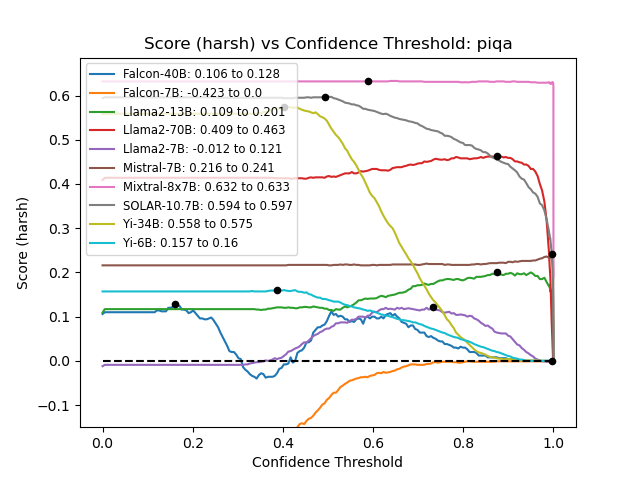 Score (harsh) vs Confidence Threshold: piqa
Falcon-40B: 0.106 to 0.128
Falcon-7B: -0.423 to 0.0
Llama2-13B: 0.109 to 0.201
Llama2-70B: 0.409 to 0.463
Llama2-7B: -0.012 to 0.121
Mistral-7B: 0.216 to 0.241
Mixtral-8x7B: 0.632 to 0.633
SOLAR-10.7B: 0.594 to 0.597
Yi-34B: 0.558 to 0.575
Yi-6B: 0.157 to 0.16
Score (harsh)
0.6
0.5
0.4
0.3
0.2
0.1
0.0
−0.1
0.0
0.2
0.4
0.6
0.8
1.0
Confidence Threshold